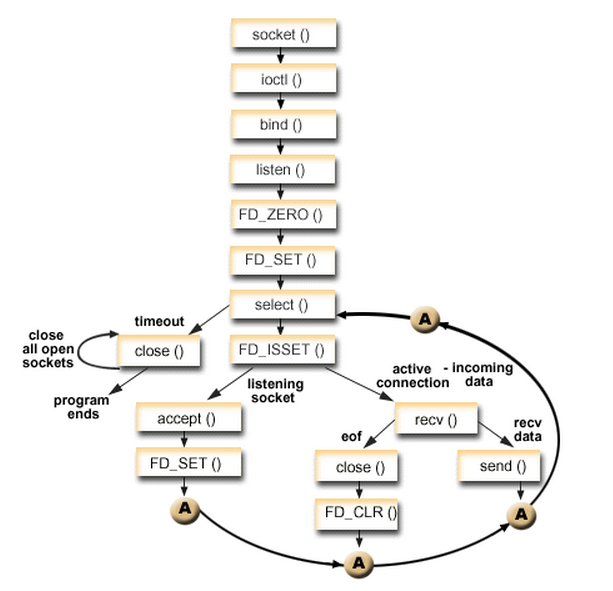 socket ()
ioctl ()
bind ()
listen ()
FD_ZERO ()
FD_SET ()
select ()
A
timeout
close
all open
sockets
close ()
FD_ISSET ()
program
ends
listening
socket
active
connection
- incoming
data
accept ()
recv ()
FD_SET ()
eof
recv
data
close ()
send ()
A
FD_CLR ()
A
A